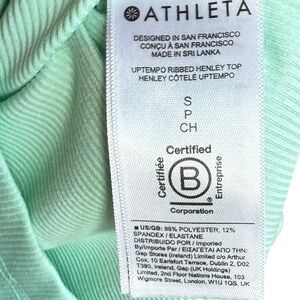 ATHLETA
DESIGNED IN SAN FRANCISCO
CONÇU À SAN FRANCISCO
MADE IN SRI LANKA
UPTEMPO RIBBED HENLEY TOP
HENLEY CÔTELÉ UPTEMPO
S
P
CH
Certified
Certifiée
B
Entreprise
Corporation
US/GB: 88% POLYESTER, 12%
SPANDEX / ELASTANE
DISTRIBUIDO POR / Imported
By/Importé Par / ΕΙΣΑΓΕΤΑΙ ΑΠΟ ΤΗΝ:
Gap Stores (Ireland) Limited c/o Arthur
Cox, 10 Earlsfort Terrace, Dublin 2, D02
T380, Ireland, Gap (UK Holdings)
Limited, 2nd Floor Nations House, 103
Wigmore Street, London, W1U 1QS, UK